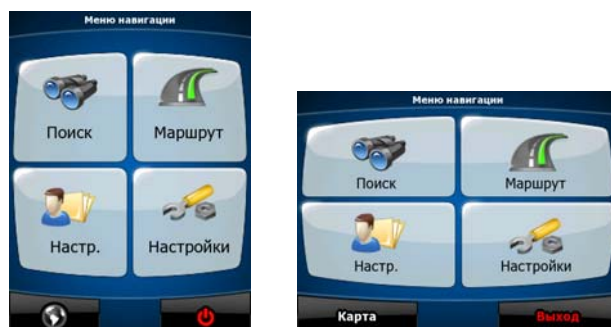 Меню навигации
Поиск
Маршрут
Настр.
Настройки
Меню навигации
Поиск
Маршрут
Настр.
Настройки
Карта
Выход